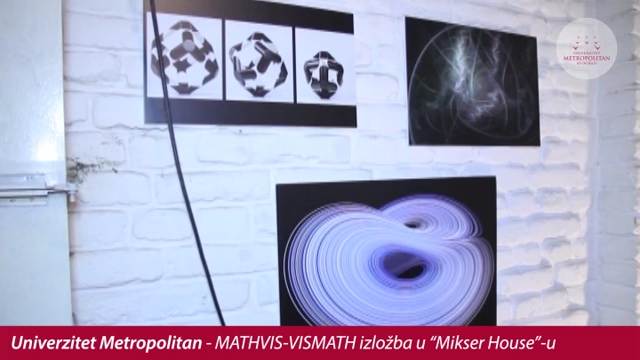 UNIVERZITET
METROPOLITAN
Univerzitet Metropolitan - MATHVIS-VISMATH izložba u “Mikser House”-u